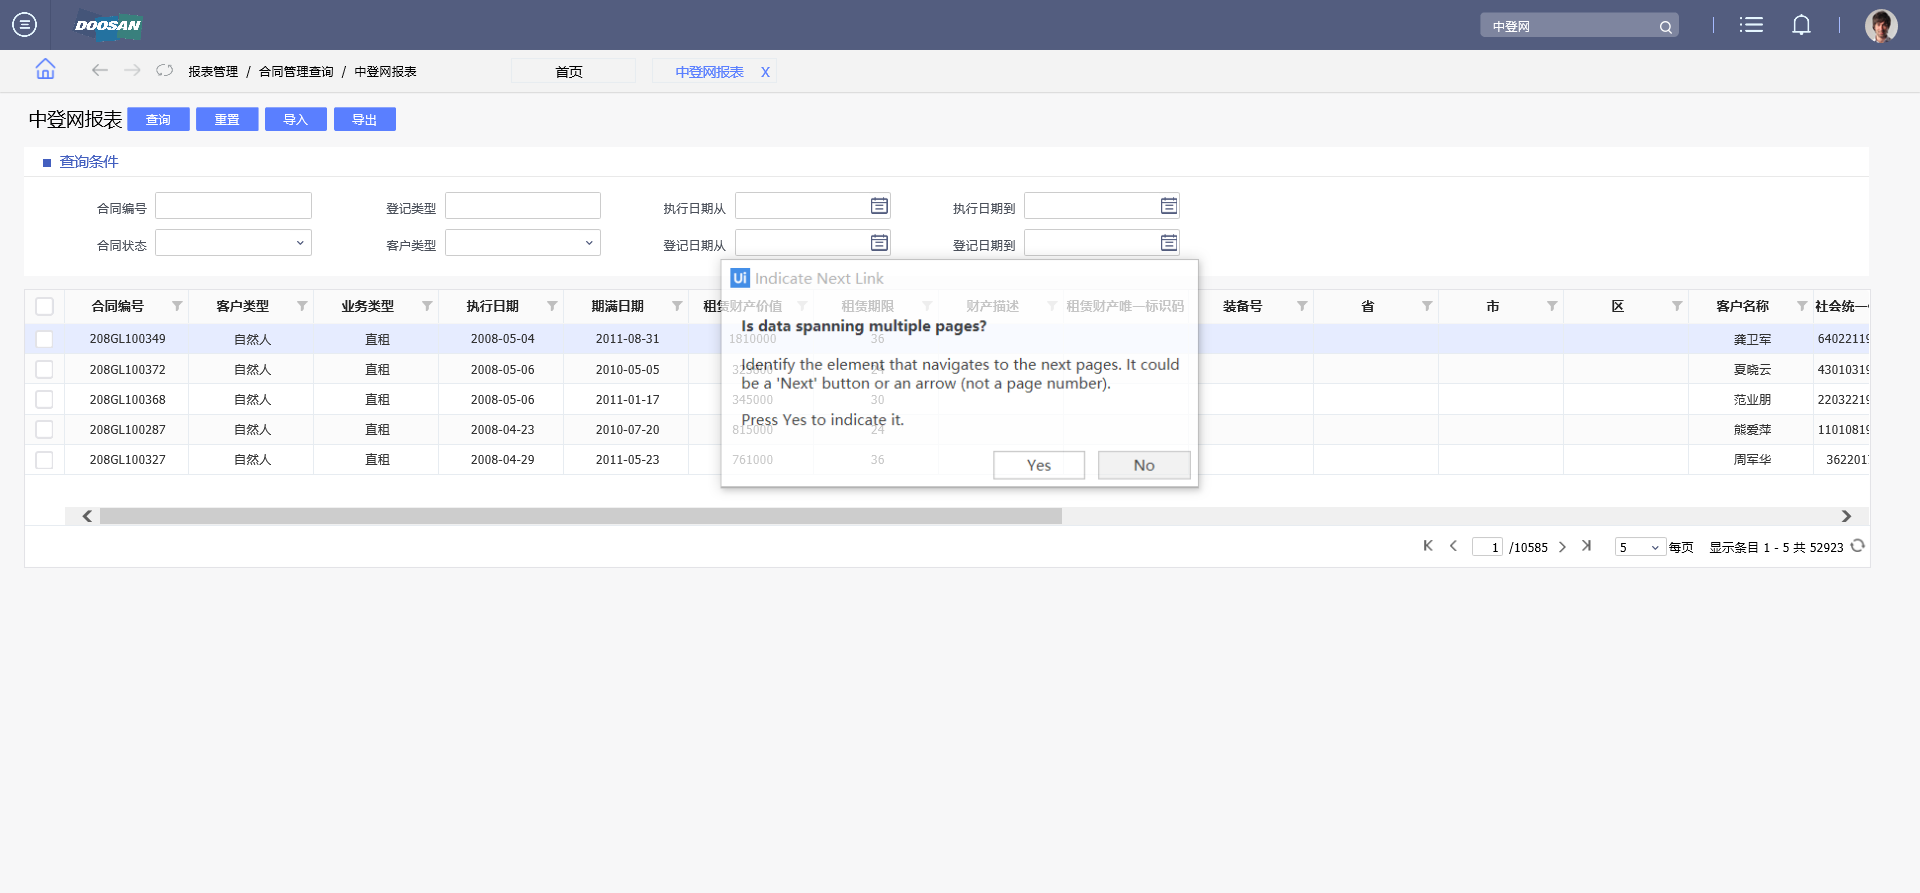 DOOSAN
中登网
报表管理 / 合同管理查询 / 中登网报表
首页
中登网报表 X
中登网报表 查询 重置 导入 导出
查询条件
合同编号 登记类型 执行日期从 执行日期到
合同状态 客户类型 登记日期从 登记日期到
Ui Indicate Next Link
合同编号 客户类型 业务类型 执行日期 期满日期 租赁财产价值 租赁期限 财产描述 租赁财产唯一标识码 装备号 省 市 区 客户名称 社会统一
Is data spanning multiple pages?
208GL100349 自然人 直租 2008-05-04 2011-08-31 1810000 36 龚卫军 64022119
Identify the element that navigates to the next pages. It could
be a 'Next' button or an arrow (not a page number).
208GL100372 自然人 直租 2008-05-06 2010-05-05 夏晓云 43010319
208GL100368 自然人 直租 2008-05-06 2011-01-17 345000 30 范业朋 22032219
Press Yes to indicate it.
208GL100287 自然人 直租 2008-04-23 2010-07-20 815000 24 熊爱萍 11010819
208GL100327 自然人 直租 2008-04-29 2011-05-23 761000 36 周军华 362201
Yes No
1 /10585 5 每页 显示条目 1 - 5 共 52923